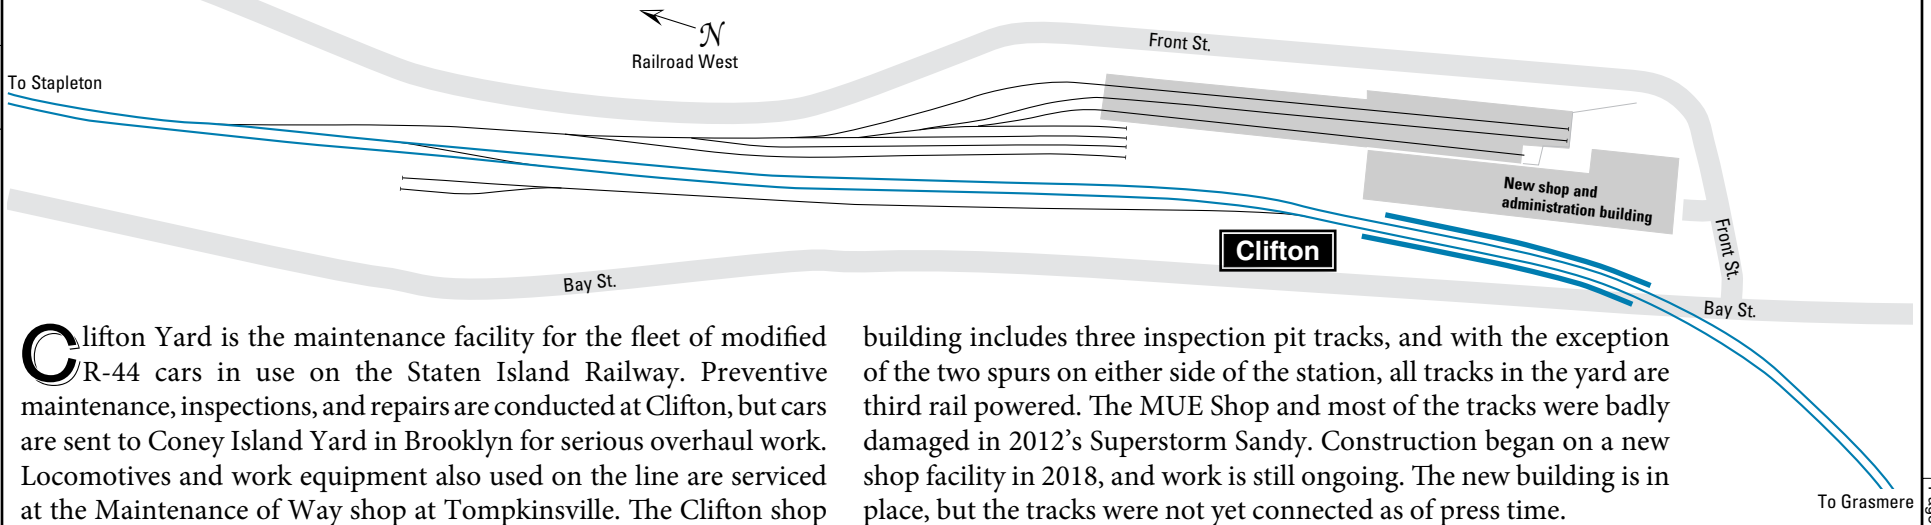 N
Railroad West
Front St.
To Stapleton
New shop and
administration building
Front St.
Clifton
Bay St.
Bay St.
To Grasmere
Clifton Yard is the maintenance facility for the fleet of modified
R-44 cars in use on the Staten Island Railway. Preventive
maintenance, inspections, and repairs are conducted at Clifton, but cars
are sent to Coney Island Yard in Brooklyn for serious overhaul work.
Locomotives and work equipment also used on the line are serviced
at the Maintenance of Way shop at Tompkinsville. The Clifton shop
building includes three inspection pit tracks, and with the exception
of the two spurs on either side of the station, all tracks in the yard are
third rail powered. The MUE Shop and most of the tracks were badly
damaged in 2012’s Superstorm Sandy. Construction began on a new
shop facility in 2018, and work is still ongoing. The new building is in
place, but the tracks were not yet connected as of press time.